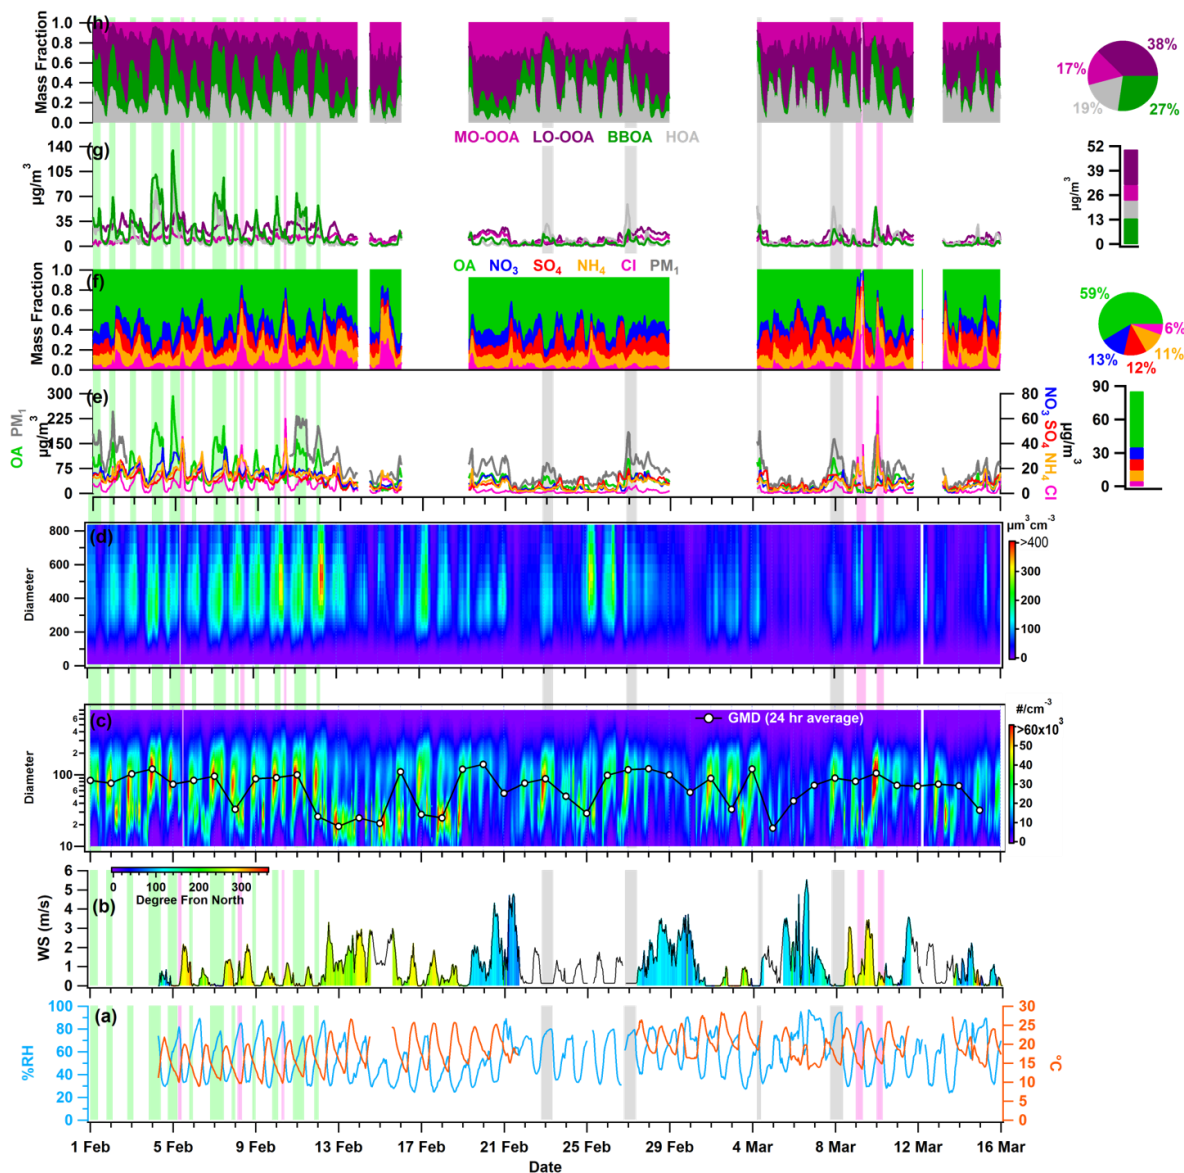 (h)
Mass Fraction
1.0
0.8
0.6
0.4
0.2
0.0
38%
17%
19%
27%
MO-OOA LO-OOA BBOA HOA
(g)
µg/m³
140
105
70
35
0
52
39
26
13
0
µg/m³
OA NO₃ SO₄ NH₄ Cl PM₁
(f)
Mass Fraction
1.0
0.8
0.6
0.4
0.2
0.0
59%
6%
11%
12%
13%
(e)
OA PM₁
µg/m³
300
225
150
75
0
80
60
40
20
0
NO₃ SO₄ NH₄ Cl
µg/m³
90
60
30
0
µg/m³
(d)
Diameter
800
600
400
200
0
µm³cm⁻³
>400
300
200
100
0
(c)
GMD (24 hr average)
Diameter
6
4
2
100
6
4
2
10
#/cm⁻³
>60x10³
50
40
30
20
10
0
0 100 200 300
Degree Fron North
(b)
WS (m/s)
6
5
4
3
2
1
0
(a)
%RH
100
80
60
40
20
0
30
25
20
15
10
5
0
°C
1 Feb 5 Feb 9 Feb 13 Feb 17 Feb 21 Feb 25 Feb 29 Feb 4 Mar 8 Mar 12 Mar 16 Mar
Date